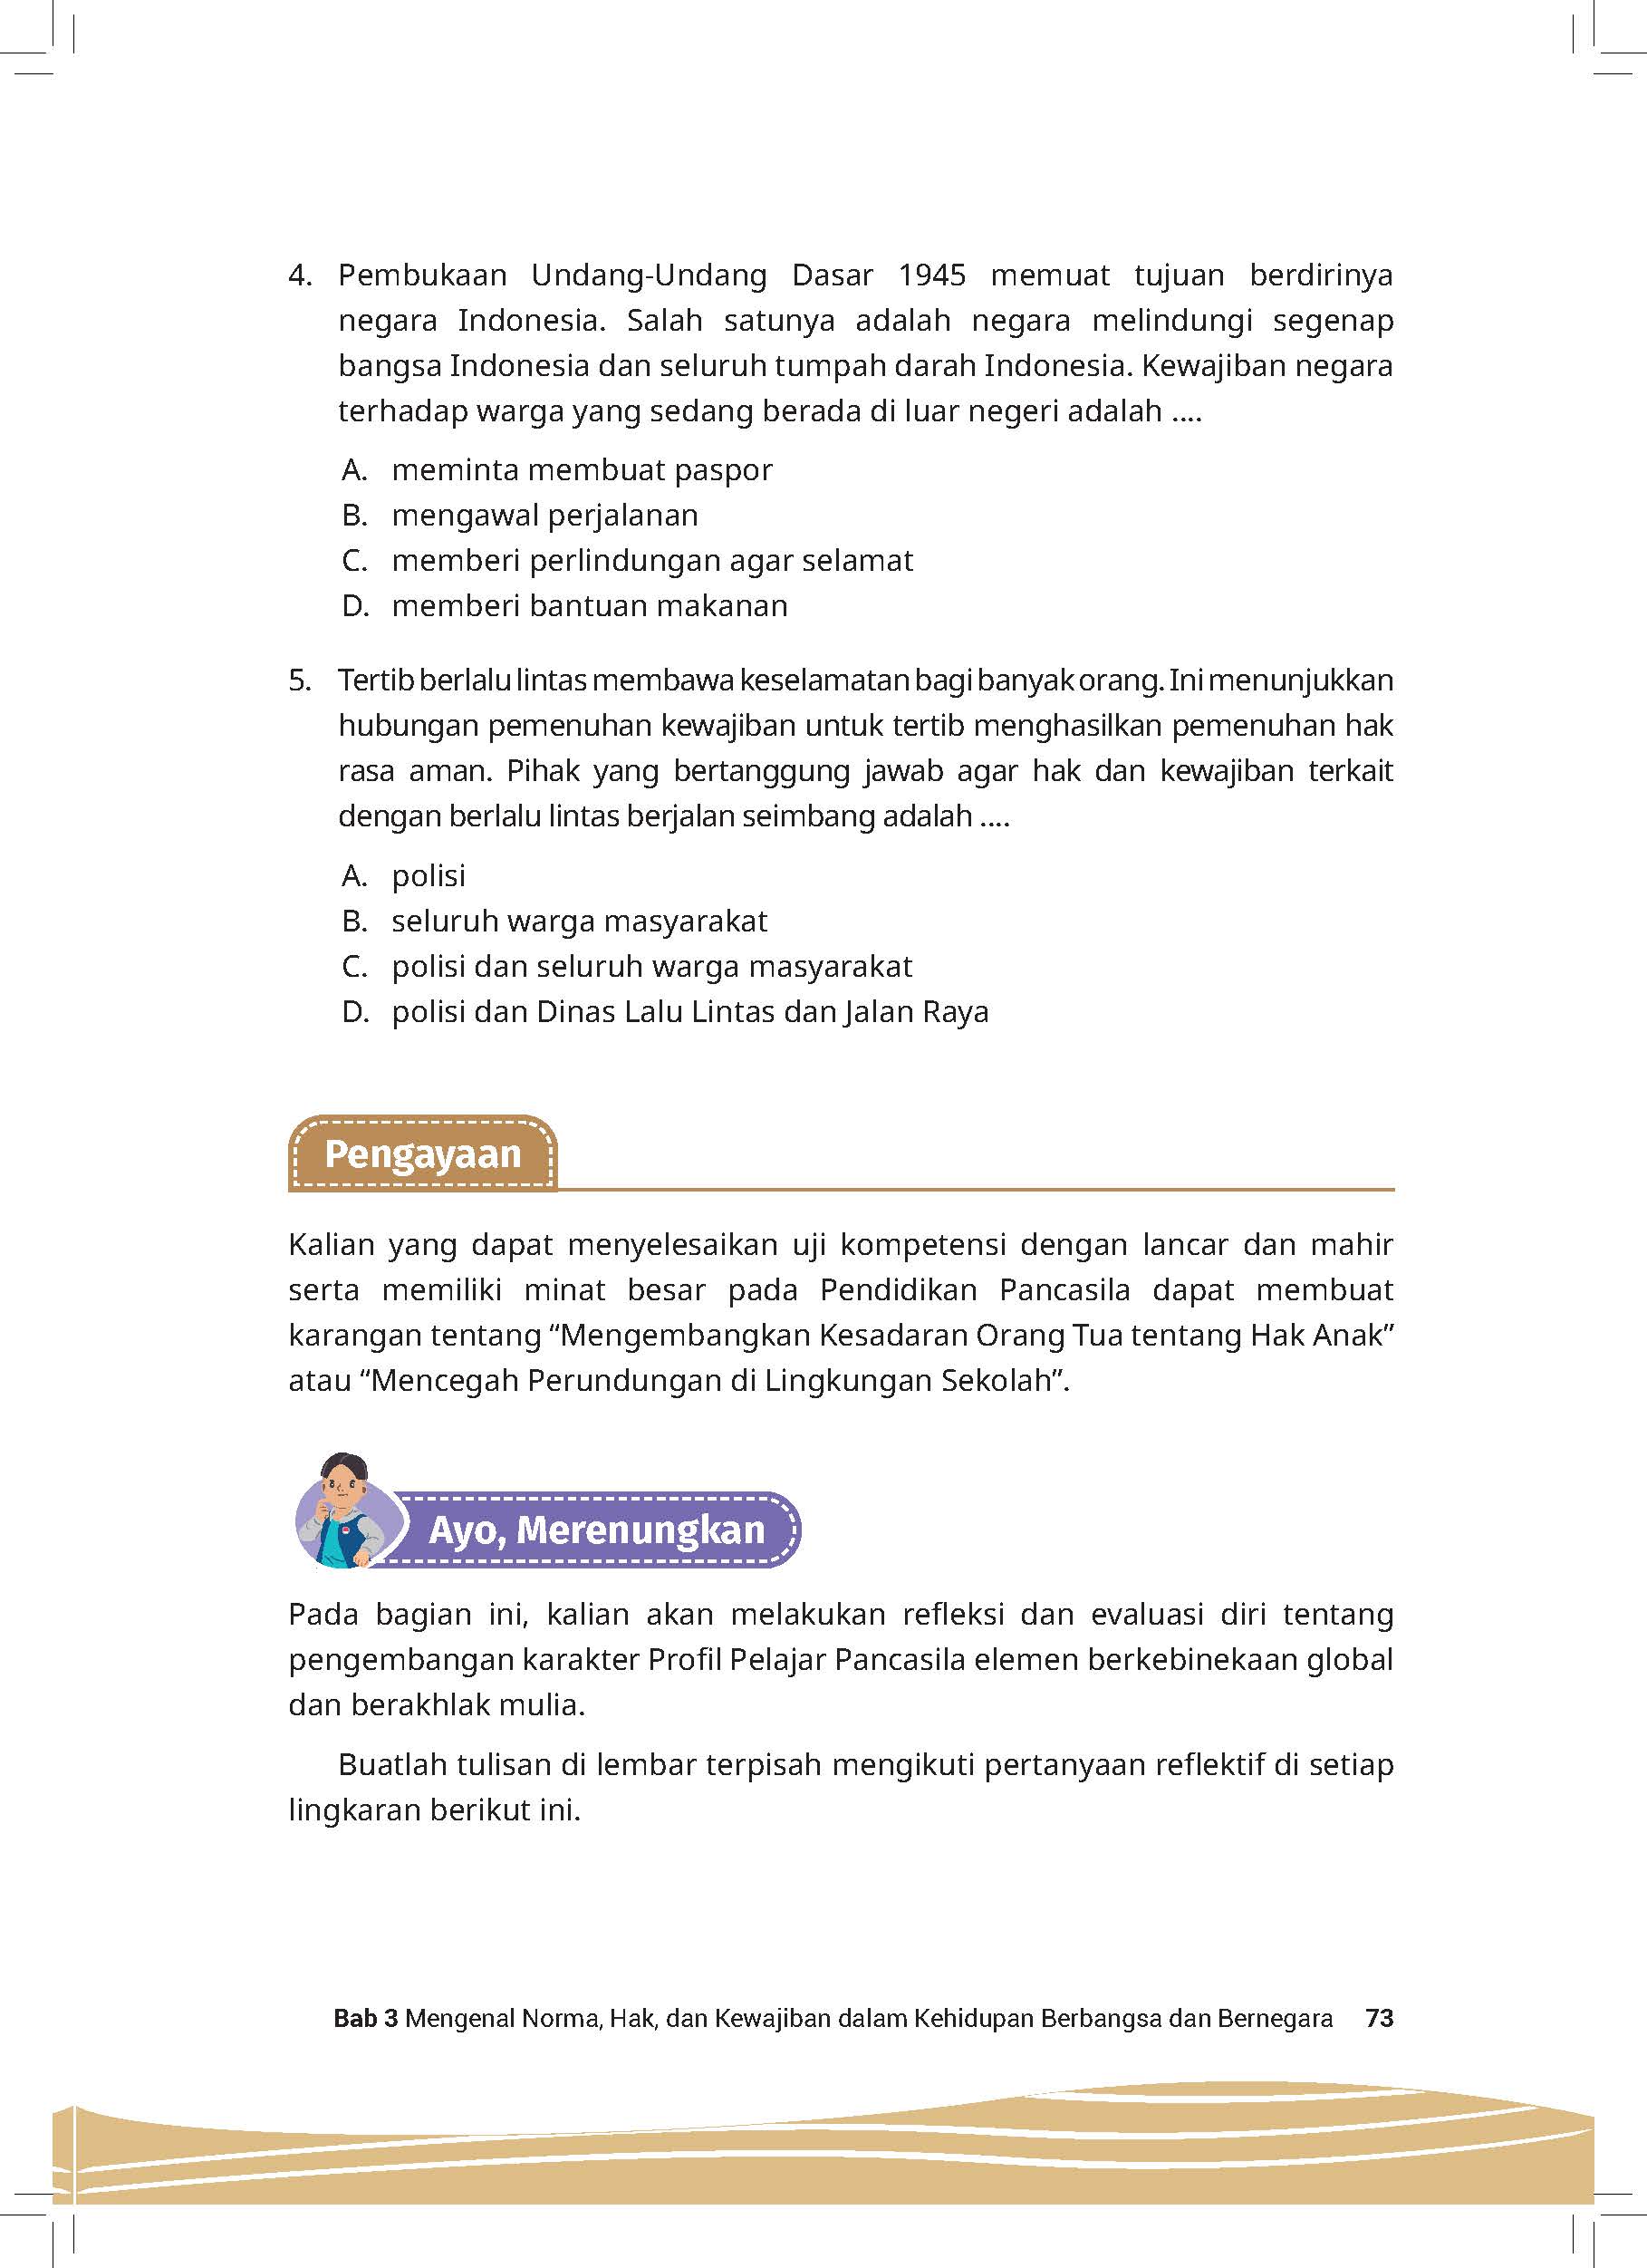 4. Pembukaan Undang-Undang Dasar 1945 memuat tujuan berdirinya
negara Indonesia. Salah satunya adalah negara melindungi segenap
bangsa Indonesia dan seluruh tumpah darah Indonesia. Kewajiban negara
terhadap warga yang sedang berada di luar negeri adalah ....
A. meminta membuat paspor
B. mengawal perjalanan
C. memberi perlindungan agar selamat
D. memberi bantuan makanan
5. Tertib berlalu lintas membawa keselamatan bagi banyak orang. Ini menunjukkan
hubungan pemenuhan kewajiban untuk tertib menghasilkan pemenuhan hak
rasa aman. Pihak yang bertanggung jawab agar hak dan kewajiban terkait
dengan berlalu lintas berjalan seimbang adalah ....
A. polisi
B. seluruh warga masyarakat
C. polisi dan seluruh warga masyarakat
D. polisi dan Dinas Lalu Lintas dan Jalan Raya
Pengayaan
Kalian yang dapat menyelesaikan uji kompetensi dengan lancar dan mahir
serta memiliki minat besar pada Pendidikan Pancasila dapat membuat
karangan tentang “Mengembangkan Kesadaran Orang Tua tentang Hak Anak”
atau “Mencegah Perundungan di Lingkungan Sekolah”.
Ayo, Merenungkan
Pada bagian ini, kalian akan melakukan refleksi dan evaluasi diri tentang
pengembangan karakter Profil Pelajar Pancasila elemen berkebinekaan global
dan berakhlak mulia.
Buatlah tulisan di lembar terpisah mengikuti pertanyaan reflektif di setiap
lingkaran berikut ini.
Bab 3 Mengenal Norma, Hak, dan Kewajiban dalam Kehidupan Berbangsa dan Bernegara 73